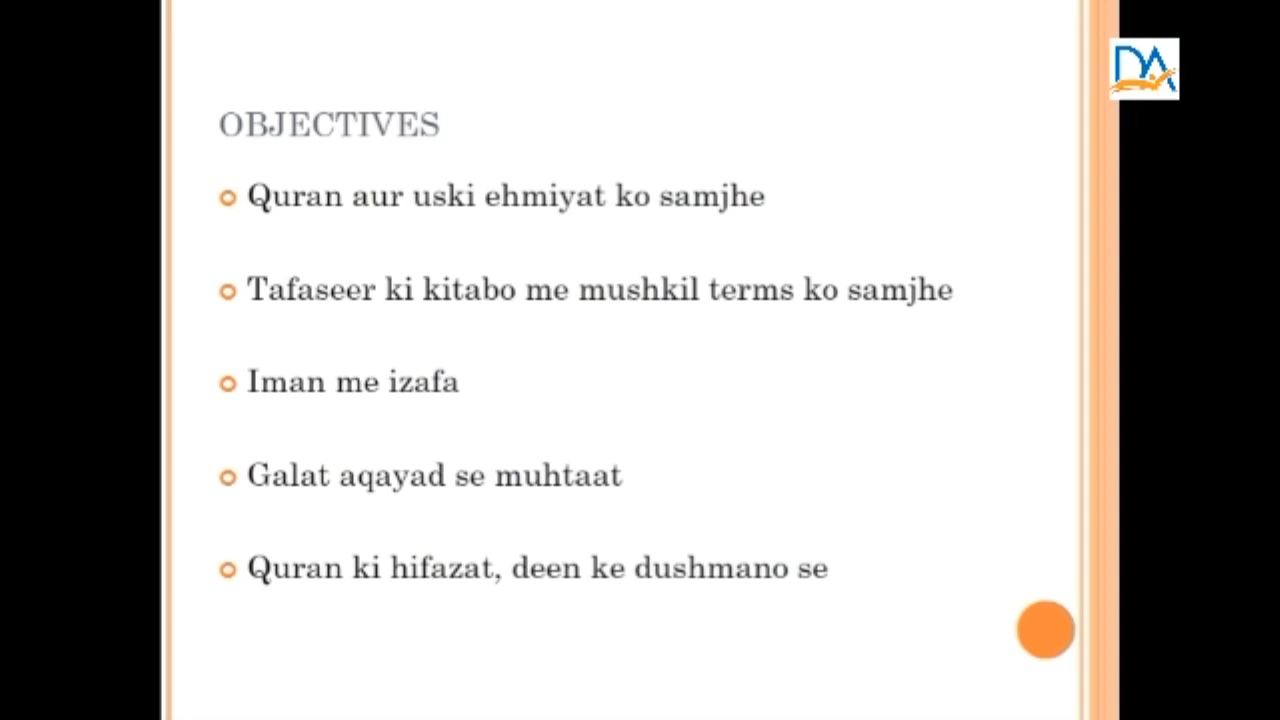 DA
OBJECTIVES
Quran aur uski ehmiyat ko samjhe
Tafaseer ki kitabo me mushkil terms ko samjhe
Iman me izafa
Galat aqayad se muhtaat
Quran ki hifazat, deen ke dushmano se